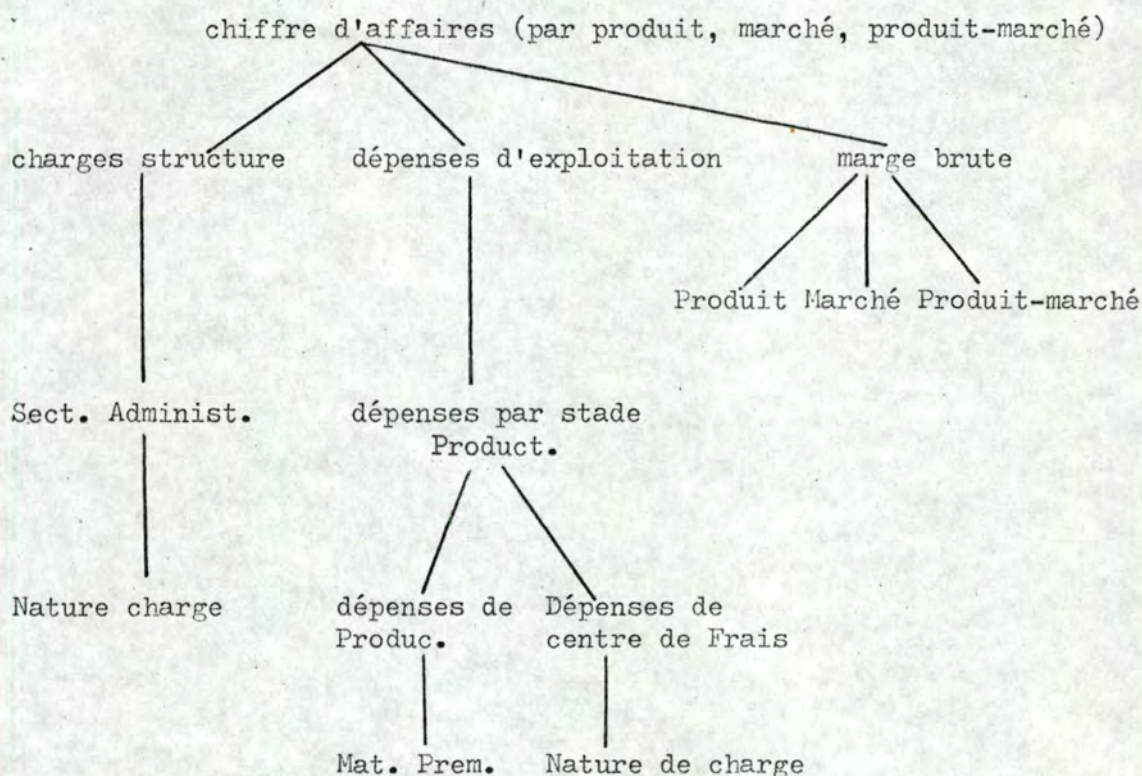 chiffre d'affaires (par produit, marché, produit-marché)
charges structure dépenses d'exploitation marge brute
Produit Marché Produit-marché
Sect. Administ. dépenses par stade
Product.
Nature charge dépenses de Dépenses de
Produc. centre de Frais
Mat. Prem. Nature de charge